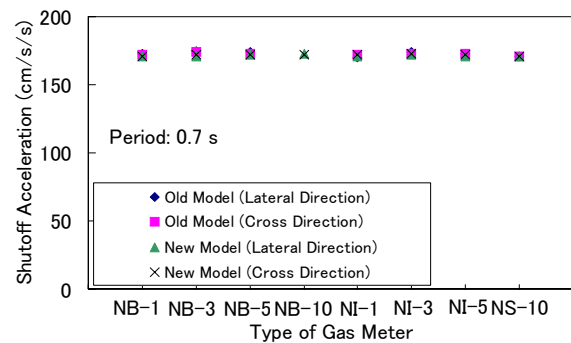 200
150
100
50
0
Shutoff Acceleration (cm/s/s)
Period: 0.7 s
Old Model (Lateral Direction)
Old Model (Cross Direction)
New Model (Lateral Direction)
New Model (Cross Direction)
NB-1 NB-3 NB-5 NB-10 NI-1 NI-3 NI-5 NS-10
Type of Gas Meter